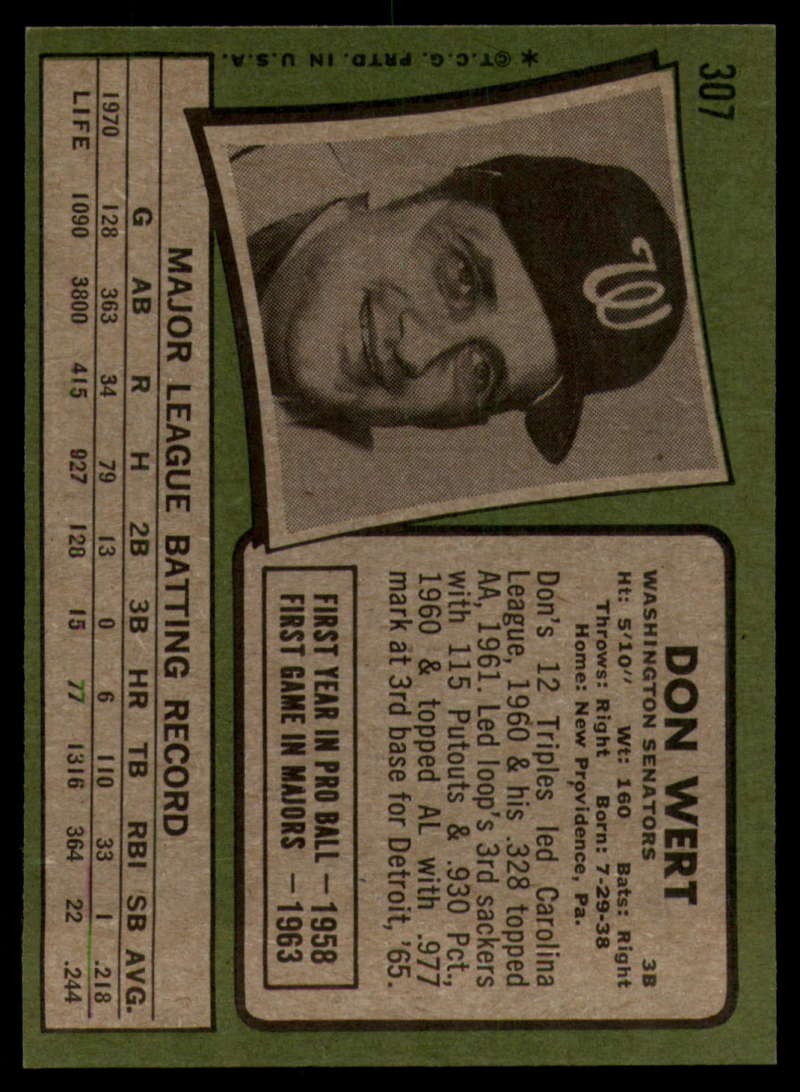 307
W
DON WERT
WASHINGTON SENATORS 3B
Ht: 5'10" Wt: 160 Bats: Right
Throws: Right Born: 7-29-38
Home: New Providence, Pa.
Don's 12 Triples led Carolina
League, 1960 & his .328 topped
AA, 1961. Led loop's 3rd sackers
with 115 Putouts & .930 Pct.,
1960 & topped AL with .977
mark at 3rd base for Detroit, '65.
FIRST YEAR IN PRO BALL — 1958
FIRST GAME IN MAJORS — 1963
MAJOR LEAGUE BATTING RECORD
G AB R H 2B 3B HR TB RBI SB AVG.
1970 128 363 34 79 13 0 6 110 33 1 .218
LIFE 1090 3800 415 927 128 15 77 1316 364 22 .244
* ©T.C.G. PRTD. IN U.S.A.